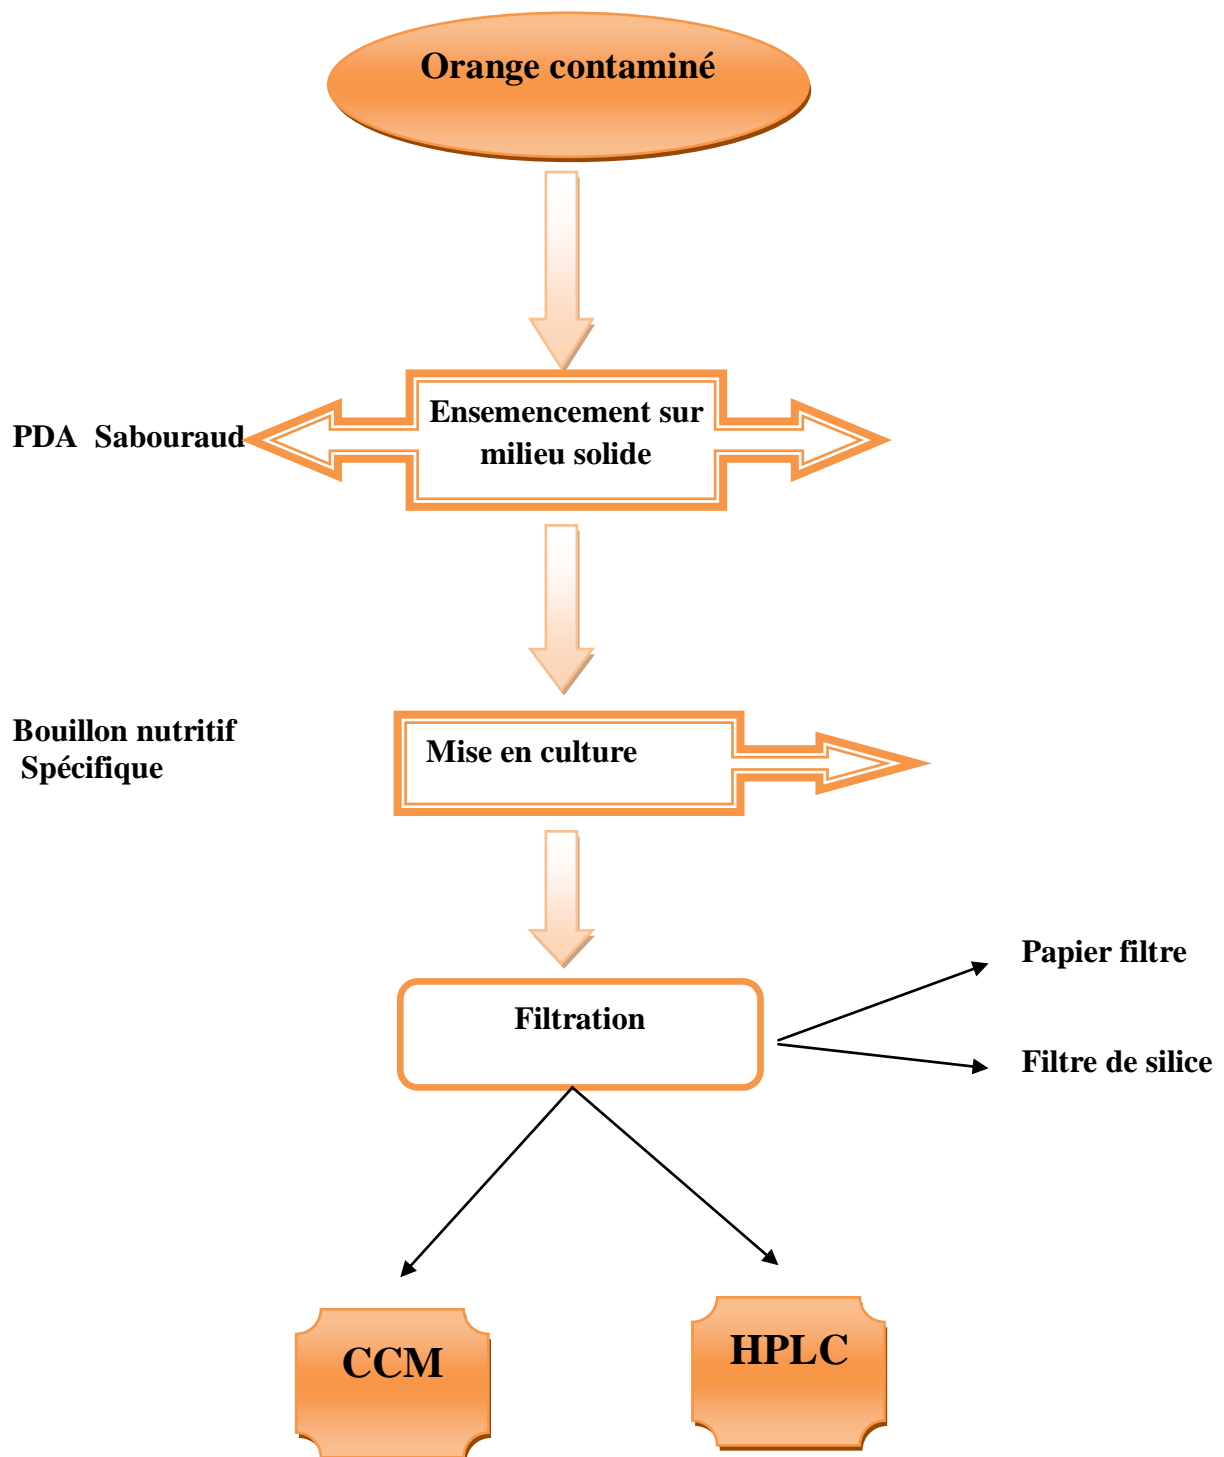 Orange contaminé
Ensemencement sur
milieu solide
PDA  Sabouraud
Bouillon nutritif
Spécifique
Mise en culture
Filtration
Papier filtre
Filtre de silice
CCM
HPLC